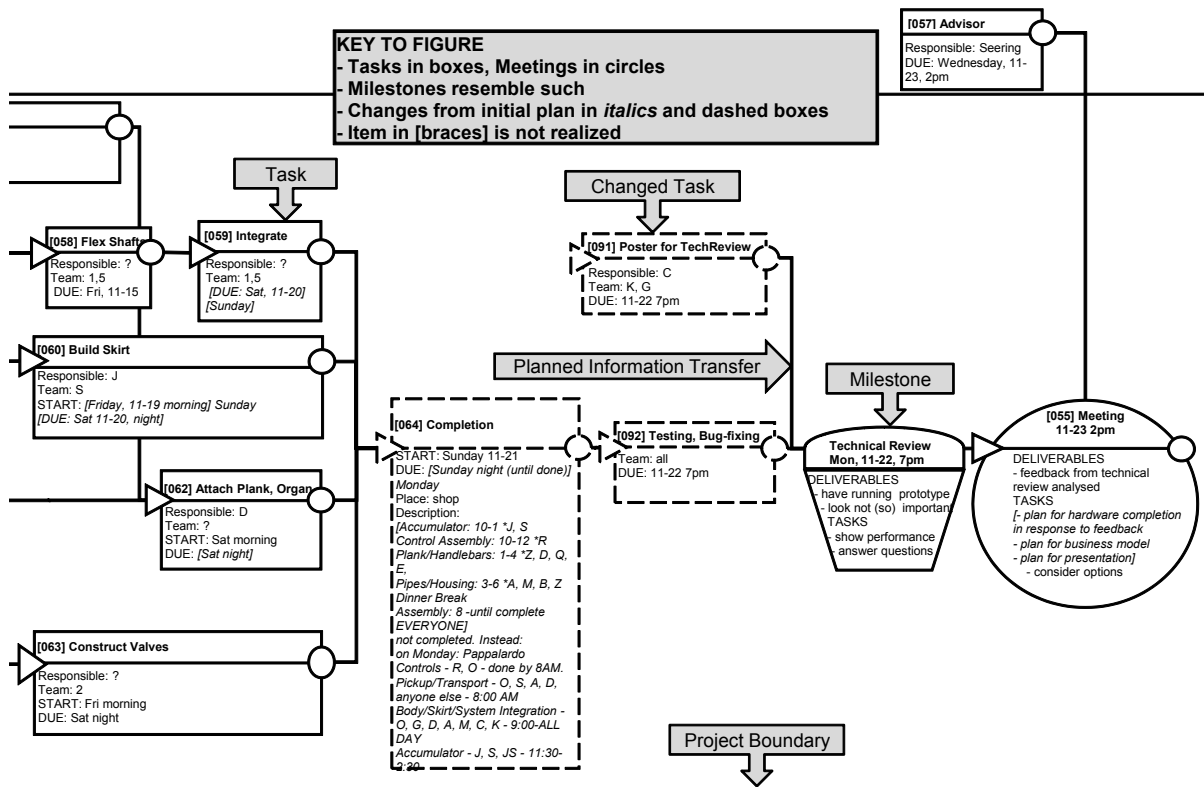 [057] Advisor
Responsible: Seering
DUE: Wednesday, 11-
23, 2pm
KEY TO FIGURE
- Tasks in boxes, Meetings in circles
- Milestones resemble such
- Changes from initial plan in italics and dashed boxes
- Item in [braces] is not realized
Task
Changed Task
[058] Flex Shafts
Responsible: ?
Team: 1,5
DUE: Fri, 11-15
[059] Integrate
Responsible: ?
Team: 1,5
[DUE: Sat, 11-20]
[Sunday]
[091] Poster for TechReview
Responsible: C
Team: K, G
DUE: 11-22 7pm
[060] Build Skirt
Responsible: J
Team: S
START: [Friday, 11-19 morning] Sunday
[DUE: Sat 11-20, night]
Planned Information Transfer
Milestone
[062] Attach Plank, Organ
Responsible: D
Team: ?
START: Sat morning
DUE: [Sat night]
[063] Construct Valves
Responsible: ?
Team: 2
START: Fri morning
DUE: Sat night
[064] Completion
START: Sunday 11-21
DUE: [Sunday night (until done)]
Monday
Place: shop
Description:
[Accumulator: 10-1 *J, S
Control Assembly: 10-12 *R
Plank/Handlebars: 1-4 *Z, D, Q,
E,
Pipes/Housing: 3-6 *A, M, B, Z
Dinner Break
Assembly: 8 -until complete
EVERYONE]
not completed. Instead:
on Monday: Pappalardo
Controls - R, O - done by 8AM.
Pickup/Transport - O, S, A, D,
anyone else - 8:00 AM
Body/Skirt/System Integration -
O, G, D, A, M, C, K - 9:00-ALL
DAY
Accumulator - J, S, JS - 11:30-
2:30
[092] Testing, Bug-fixing
Team: all
DUE: 11-22 7pm
Technical Review
Mon, 11-22, 7pm
DELIVERABLES
- have running prototype
- look not (so) important
TASKS
- show performance
- answer questions
[055] Meeting
11-23 2pm
DELIVERABLES
- feedback from technical
review analysed
TASKS
[- plan for hardware completion
in response to feedback
- plan for business model
- plan for presentation]
- consider options
Project Boundary